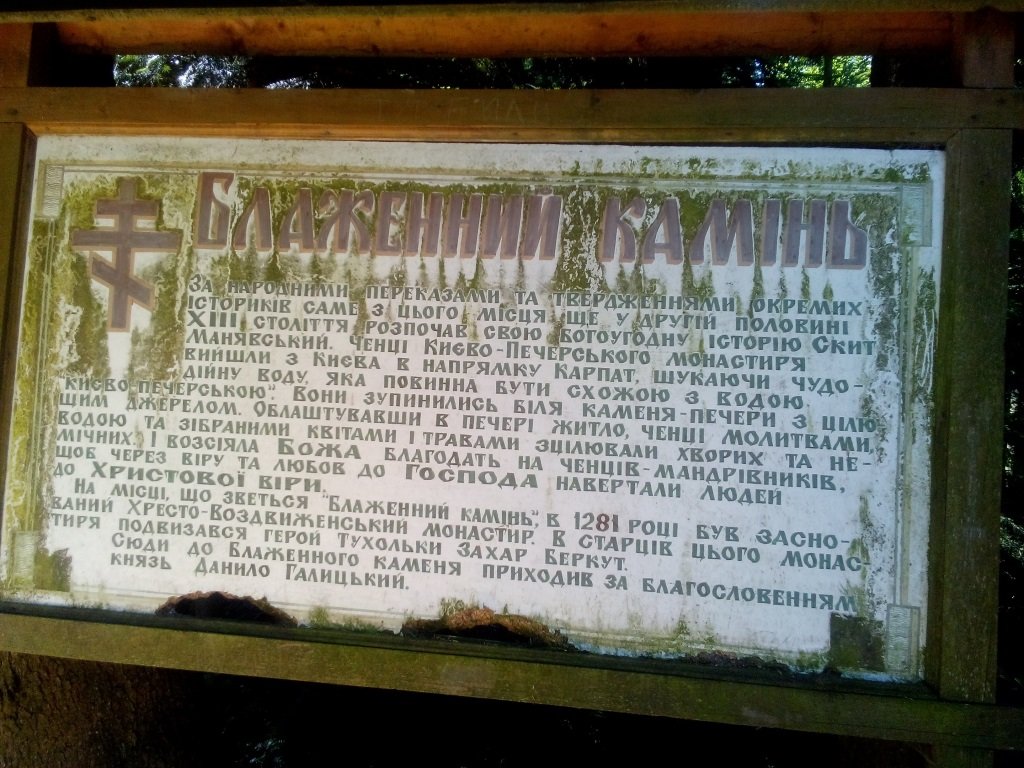 Блаженний камінь
За народними переказами та твердженнями окремих
істориків саме з цього місця ще у другій половині
XIII століття розпочав свою богоугодну історію Скит
Манявський. Ченці Києво-Печерського монастиря
вийшли з Києва в напрямку Карпат, шукаючи чудо-
дійну воду, яка повинна бути схожою з водою
"Києво-Печерською". Вони зупинились біля каменя-печери з цілю-
щим джерелом. Облаштувавши в печері житло, ченці молитвами,
водою та зібраними квітами і травами зцілювали хворих та не-
мічних. І возсіяла Божа благодать на ченців-мандрівників,
щоб через віру та любов до Господа навертали людей
до Христової віри.
На місці, що зветься "Блаженний камінь", в 1281 році був засно-
ваний Хресто-Воздвиженський монастир. В старців цього монас-
тиря подвизався герой Тухольки Захар Беркут.
Сюди до Блаженного каменя приходив за благословенням
князь Данило Галицький.